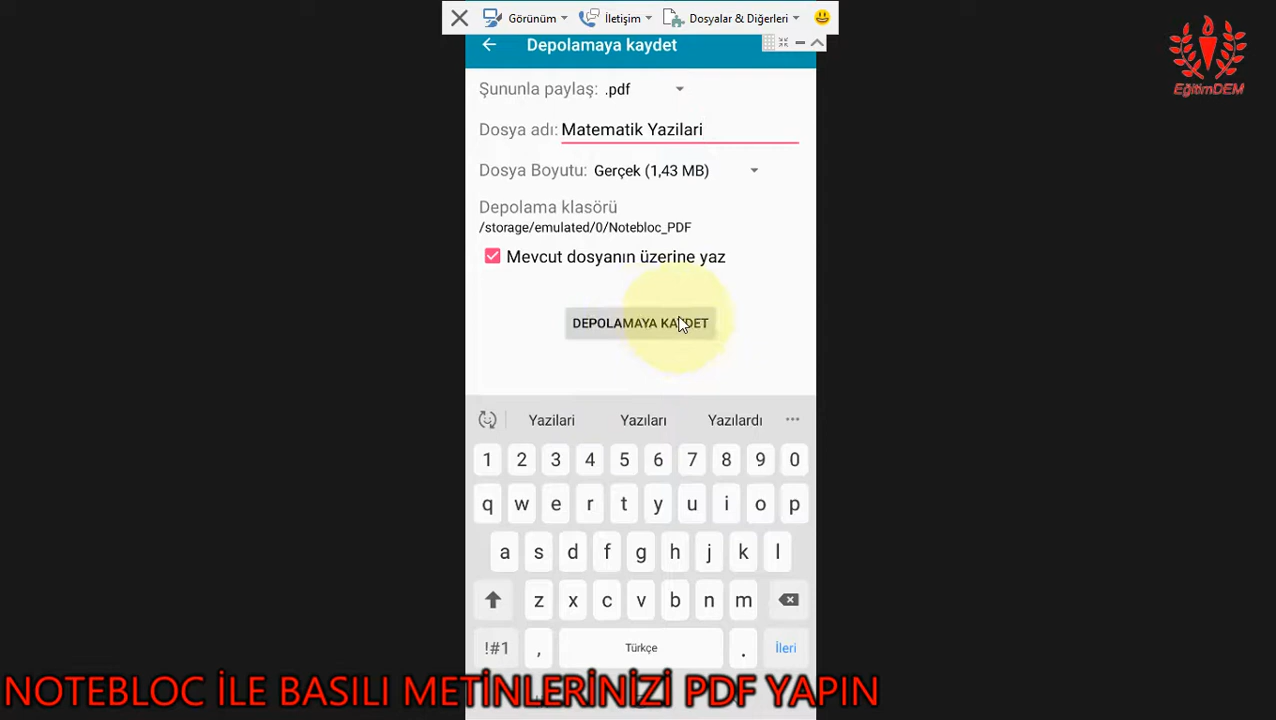 Görünüm
İletişim
Dosyalar & Diğerleri
EğitimDEM
Depolamaya kaydet
Şununla paylaş: .pdf
Dosya adı: Matematik Yazilari
Dosya Boyutu: Gerçek (1,43 MB)
Depolama klasörü
/storage/emulated/0/Notebloc_PDF
Mevcut dosyanın üzerine yaz
DEPOLAMAYA KAYDET
Yazilari Yazıları Yazılardı ...
1 2 3 4 5 6 7 8 9 0
q w e r t y u i o p
a s d f g h j k l
z x c v b n m
!#1 , Türkçe . İleri
NOTEBLOC İLE BASILI METİNLERİNİZİ PDF YAPIN